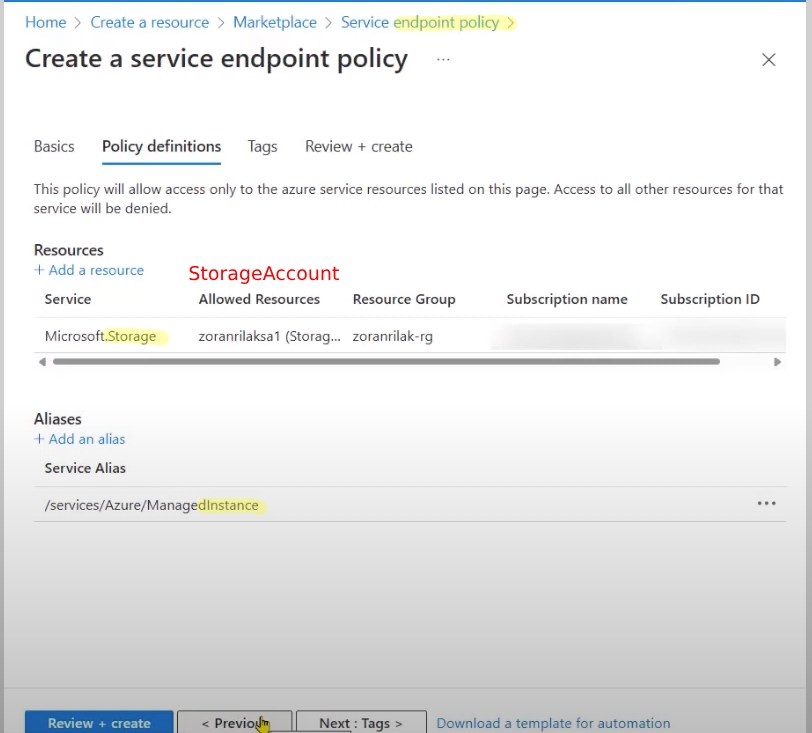 Home > Create a resource > Marketplace > Service endpoint policy >
Create a service endpoint policy ...
Basics Policy definitions Tags Review + create
This policy will allow access only to the azure service resources listed on this page. Access to all other resources for that
service will be denied.
Resources
+ Add a resource
StorageAccount
Service Allowed Resources Resource Group Subscription name Subscription ID
Microsoft.Storage zoranrilaksa1 (Storag... zoranrilak-rg
Aliases
+ Add an alias
Service Alias
/services/Azure/ManagedInstance
Review + create < Previous Next : Tags > Download a template for automation